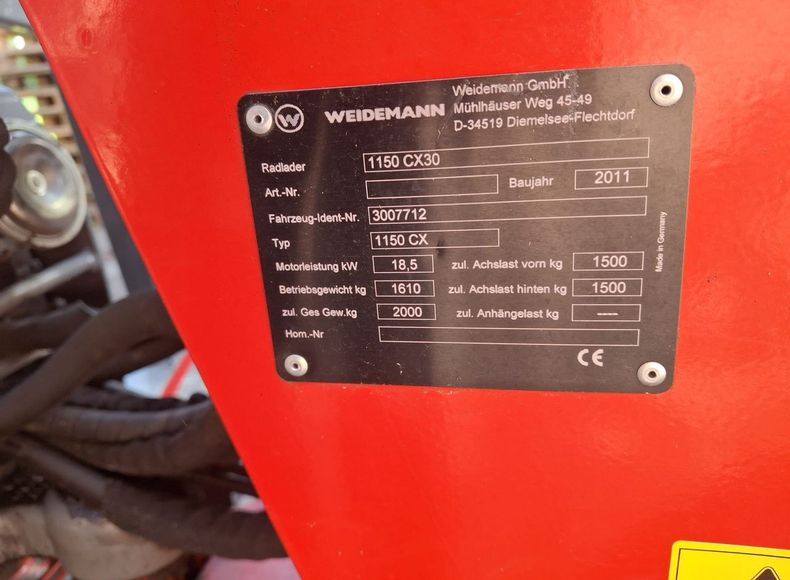 WEIDEMANN
Weidemann GmbH
Mühlhäuser Weg 45-49
D-34519 Diemelsee-Flechtdorf
Radlader 1150 CX30
Art.-Nr. Baujahr 2011
Fahrzeug-Ident-Nr. 3007712
Typ 1150 CX
Motorleistung kW 18,5 zul. Achslast vorn kg 1500
Betriebsgewicht kg 1610 zul. Achslast hinten kg 1500
zul. Ges Gew.kg 2000 zul. Anhängelast kg ----
Hom.-Nr
CE
Made in Germany